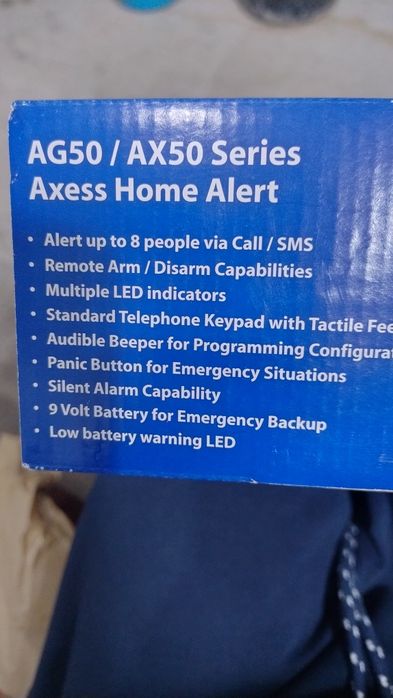 AG50 / AX50 Series
Axess Home Alert
• Alert up to 8 people via Call / SMS
• Remote Arm / Disarm Capabilities
• Multiple LED indicators
• Standard Telephone Keypad with Tactile Fee
• Audible Beeper for Programming Configurat
• Panic Button for Emergency Situations
• Silent Alarm Capability
• 9 Volt Battery for Emergency Backup
• Low battery warning LED